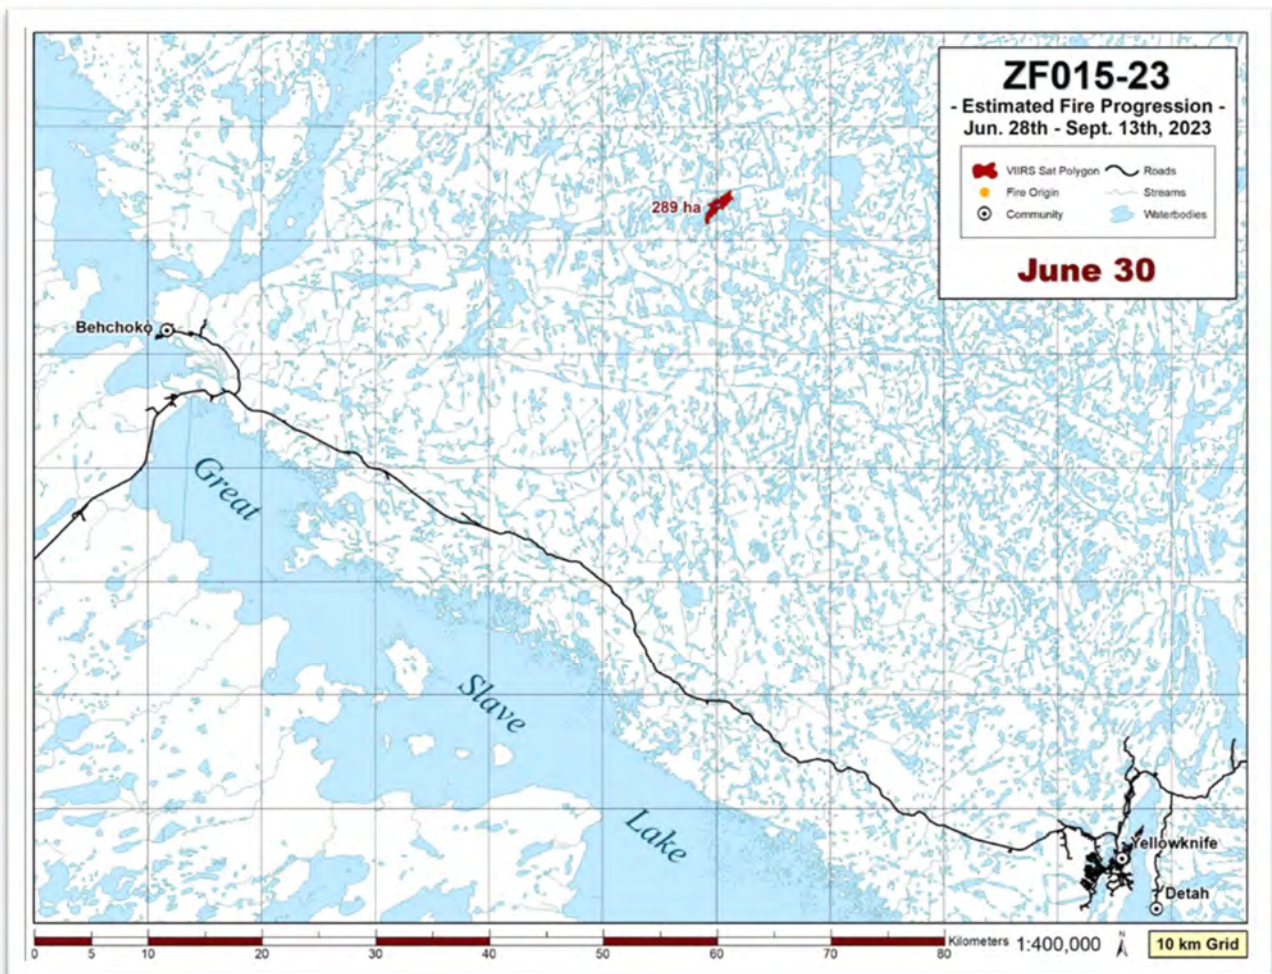 ZF015-23
- Estimated Fire Progression -
Jun. 28th - Sept. 13th, 2023
VIIRS Sat Polygon
Roads
Fire Origin
Streams
Community
Waterbodies
June 30
289 ha
Behchoko
Great
Slave
Lake
Yellowknife
Detah
0 5 10 20 30 40 50 60 70 80 Kilometers 1:400,000 N 10 km Grid